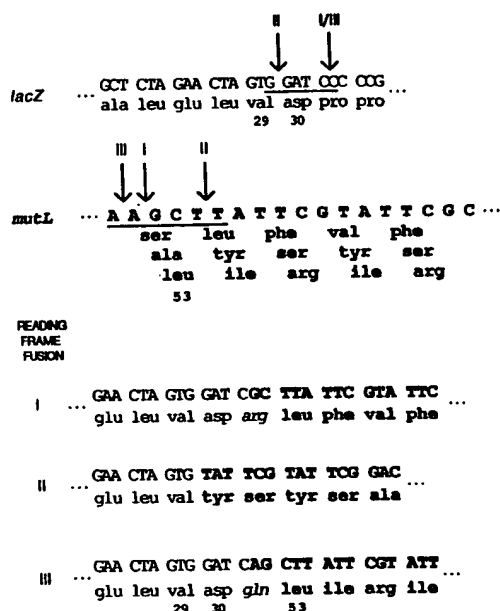 II I/III
GCT CTA GAA CTA GTG GAT CCC CCG ...
lacZ ... ala leu glu leu val asp pro pro
29 30
III I II
mutL ... A A G C T T A T T C G T A T T C G C ...
ser leu phe val phe
ala tyr ser tyr ser
leu ile arg ile arg
53
READING
FRAME
FUSION
GAA CTA GTG GAT CGC TTA TTC GTA TTC
I ... ...
glu leu val asp arg leu phe val phe
GAA CTA GTG TAT TCG TAT TCG GAC
II ... ...
glu leu val tyr ser tyr ser ala
GAA CTA GTG GAT CAG CTT ATT CGT ATT
III ... ...
glu leu val asp gln leu ile arg ile
29 30 53